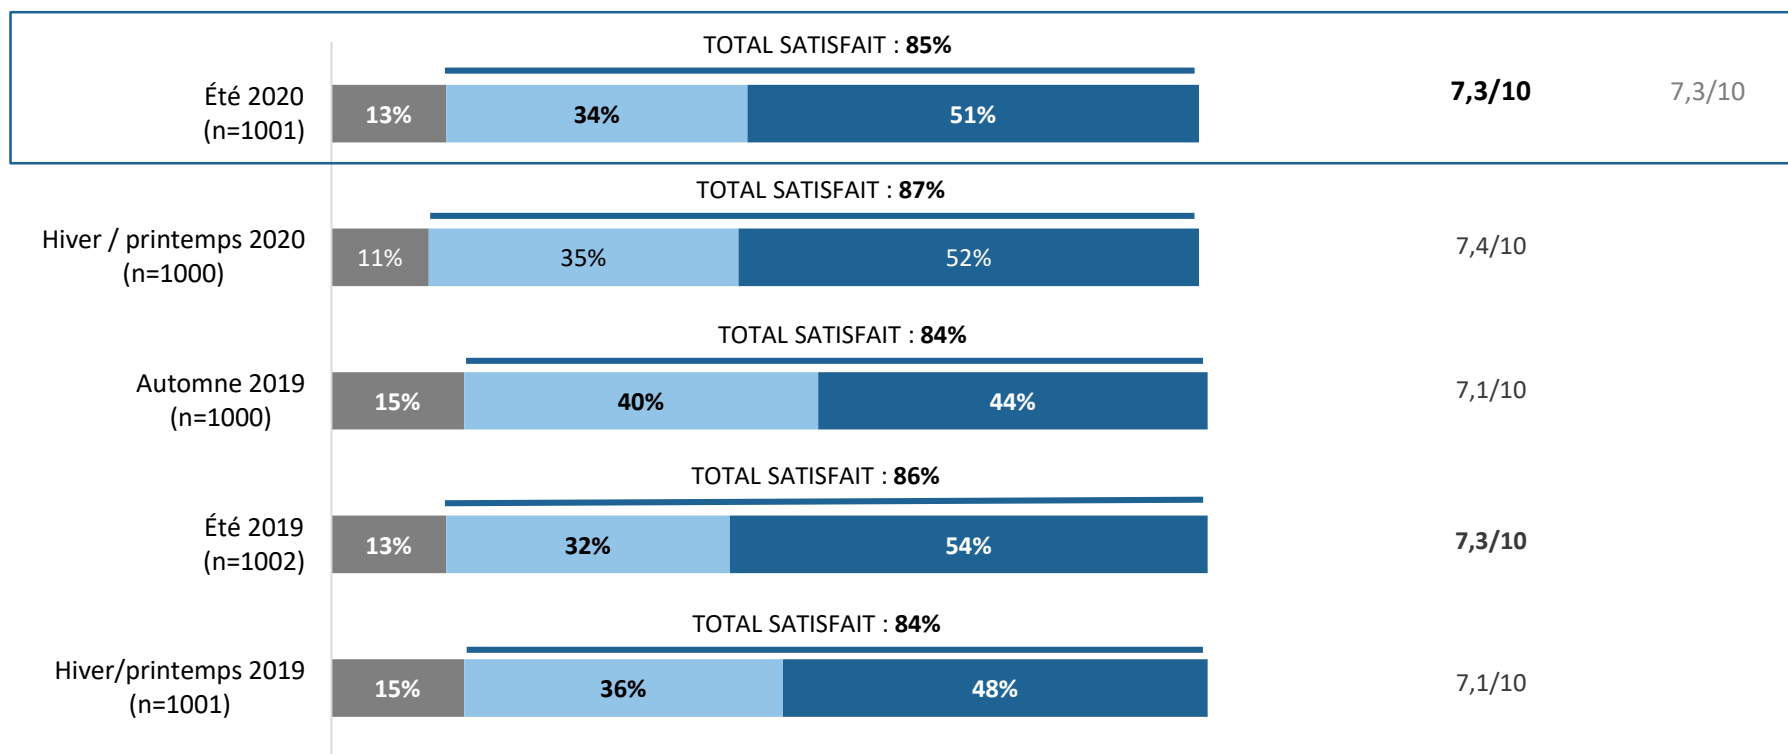 TOTAL SATISFAIT : 85%
Été 2020
(n=1001)
13% 34% 51%
7,3/10 7,3/10
TOTAL SATISFAIT : 87%
Hiver / printemps 2020
(n=1000)
11% 35% 52%
7,4/10
TOTAL SATISFAIT : 84%
Automne 2019
(n=1000)
15% 40% 44%
7,1/10
TOTAL SATISFAIT : 86%
Été 2019
(n=1002)
13% 32% 54%
7,3/10
TOTAL SATISFAIT : 84%
Hiver/printemps 2019
(n=1001)
15% 36% 48%
7,1/10